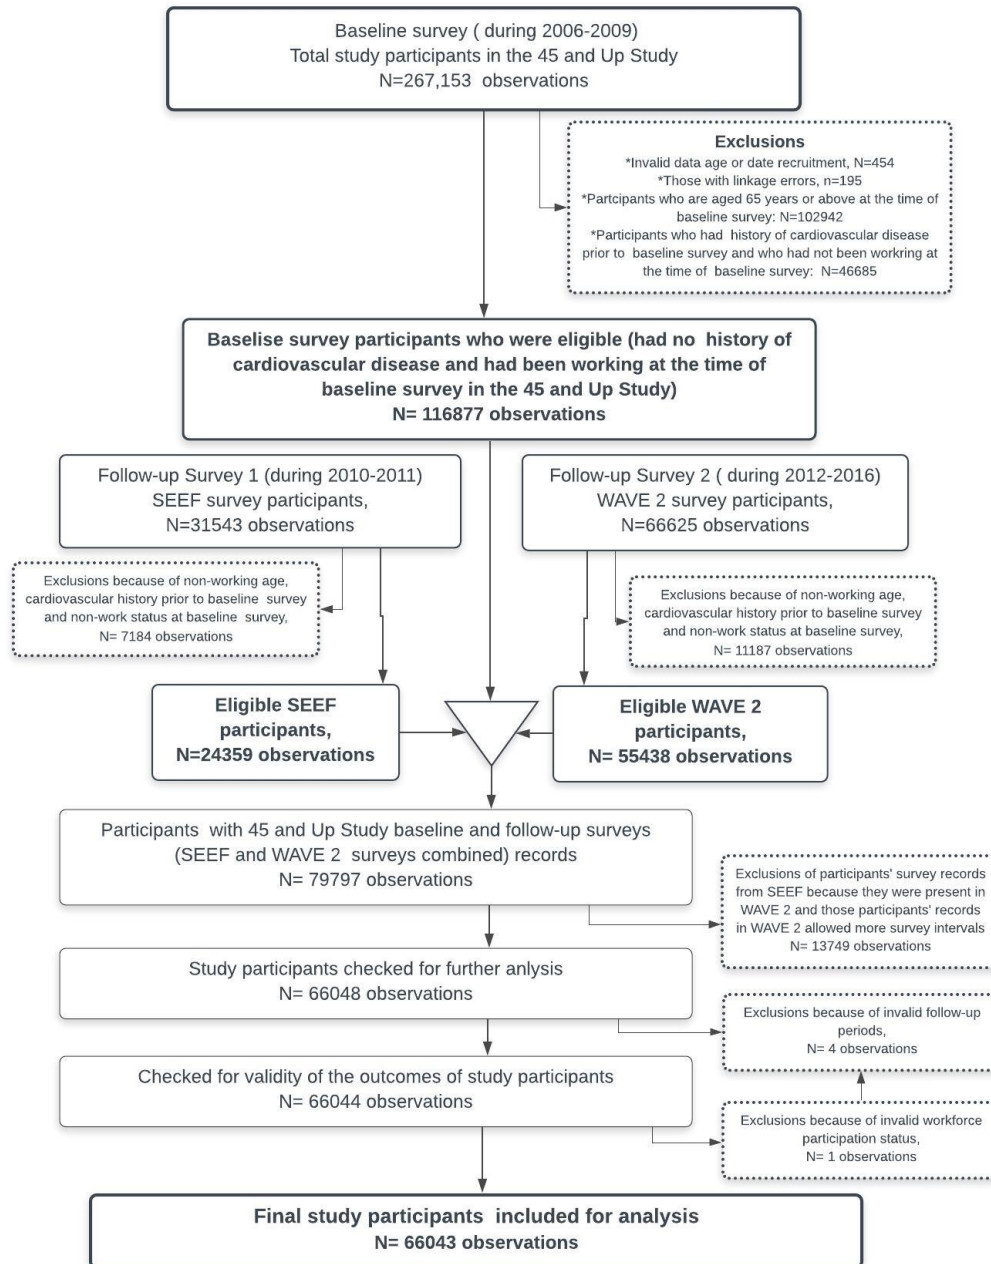 Baseline survey ( during 2006-2009)
Total study participants in the 45 and Up Study
N=267,153 observations
Exclusions
*Invalid data age or date recruitment, N=454
*Those with linkage errors, n=195
*Partcipants who are aged 65 years or above at the time of
baseline survey: N=102942
*Participants who had history of cardiovascular disease
prior to baseline survey and who had not been workring at
the time of baseline survey: N=46685
Baselise survey participants who were eligible (had no history of
cardiovascular disease and had been working at the time of
baseline survey in the 45 and Up Study)
N= 116877 observations
Follow-up Survey 1 (during 2010-2011)
SEEF survey participants,
N=31543 observations
Follow-up Survey 2 ( during 2012-2016)
WAVE 2 survey participants,
N=66625 observations
Exclusions because of non-working age,
cardiovascular history prior to baseline survey
and non-work status at baseline survey,
N= 7184 observations
Exclusions because of non-working age,
cardiovascular history prior to baseline survey
and non-work status at baseline survey,
N= 11187 observations
Eligible SEEF
participants,
N=24359 observations
Eligible WAVE 2
participants,
N= 55438 observations
Participants with 45 and Up Study baseline and follow-up surveys
(SEEF and WAVE 2 surveys combined) records
N= 79797 observations
Exclusions of participants' survey records
from SEEF because they were present in
WAVE 2 and those participants' records
in WAVE 2 allowed more survey intervals
N= 13749 observations
Study participants checked for further anlysis
N= 66048 observations
Exclusions because of invalid follow-up
periods,
N= 4 observations
Checked for validity of the outcomes of study participants
N= 66044 observations
Exclusions because of invalid workforce
participation status,
N= 1 observations
Final study participants included for analysis
N= 66043 observations